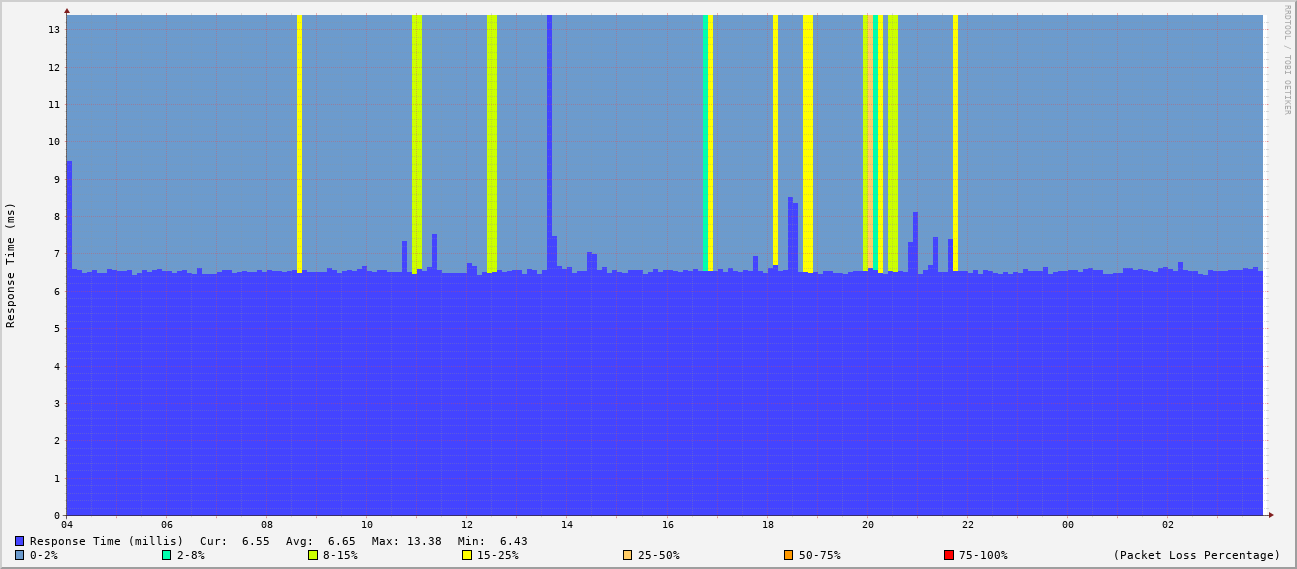 RRDTOOL / TOBI OETIKER
Response Time (ms)
13
12
11
10
9
8
7
6
5
4
3
2
1
0
04 06 08 10 12 14 16 18 20 22 00 02
Response Time (millis) Cur: 6.55 Avg: 6.65 Max: 13.38 Min: 6.43
0-2% 2-8% 8-15% 15-25% 25-50% 50-75% 75-100% (Packet Loss Percentage)